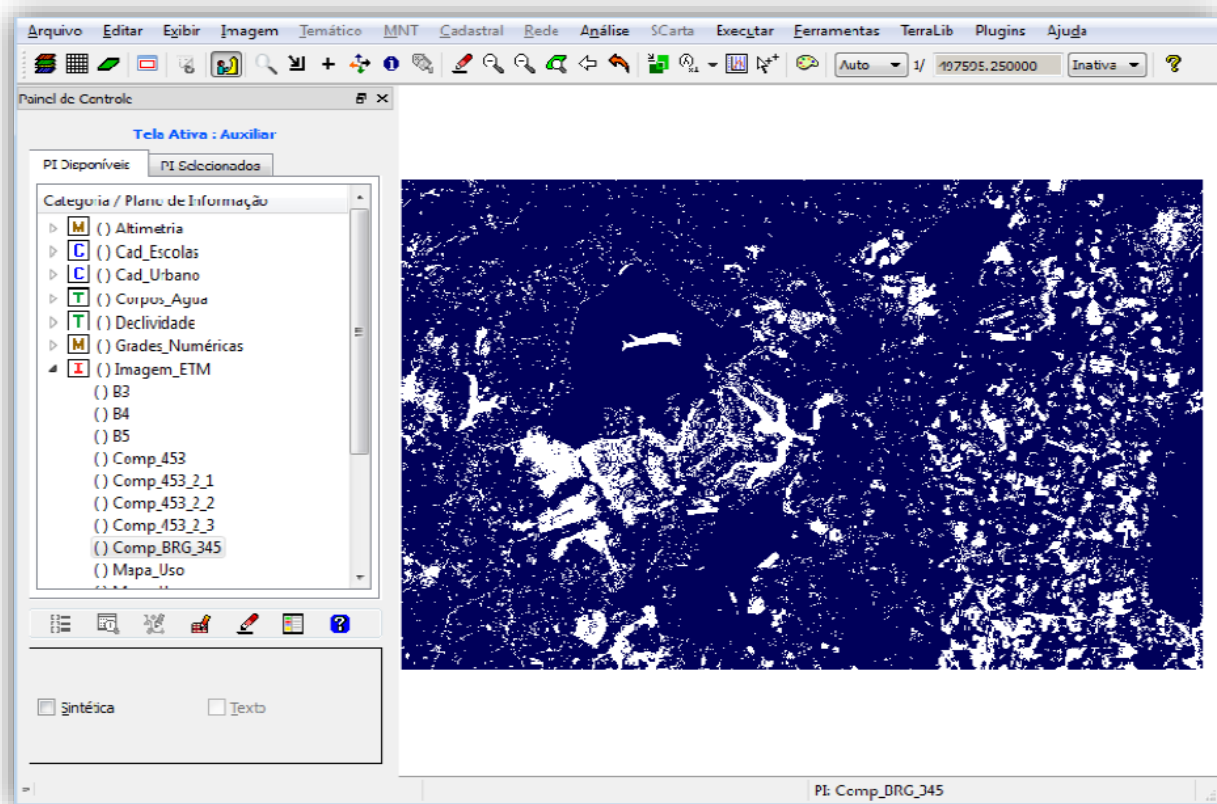 Arquivo Editar Exibir Imagem Temático MNT Cadastral Rede Análise SCarta Executar Ferramentas TerraLib Plugins Ajuda
Auto 1/ 497595.250000 Inativa
Painel de Controle
Tela Ativa : Auxiliar
PI Disponíveis PI Selecionados
Categoria / Plano de Informação
M ( ) Altimetria
C ( ) Cad_Escolas
C ( ) Cad_Urbano
T ( ) Corpos_Agua
T ( ) Declividade
M ( ) Grades_Numéricas
I ( ) Imagem_ETM
( ) B3
( ) B4
( ) B5
( ) Comp_453
( ) Comp_453_2_1
( ) Comp_453_2_2
( ) Comp_453_2_3
( ) Comp_BRG_345
( ) Mapa_Uso
Sintética Texto
PI: Comp_BRG_345